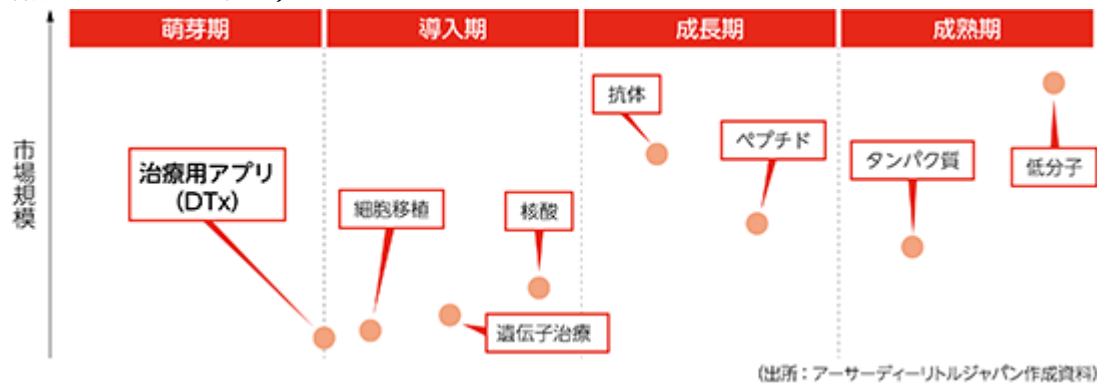 萌芽期
導入期
成長期
成熟期
市場規模
治療用アプリ
(DTx)
細胞移植
核酸
遺伝子治療
抗体
ペプチド
タンパク質
低分子
(出所：アーサーディーリトルジャパン作成資料)